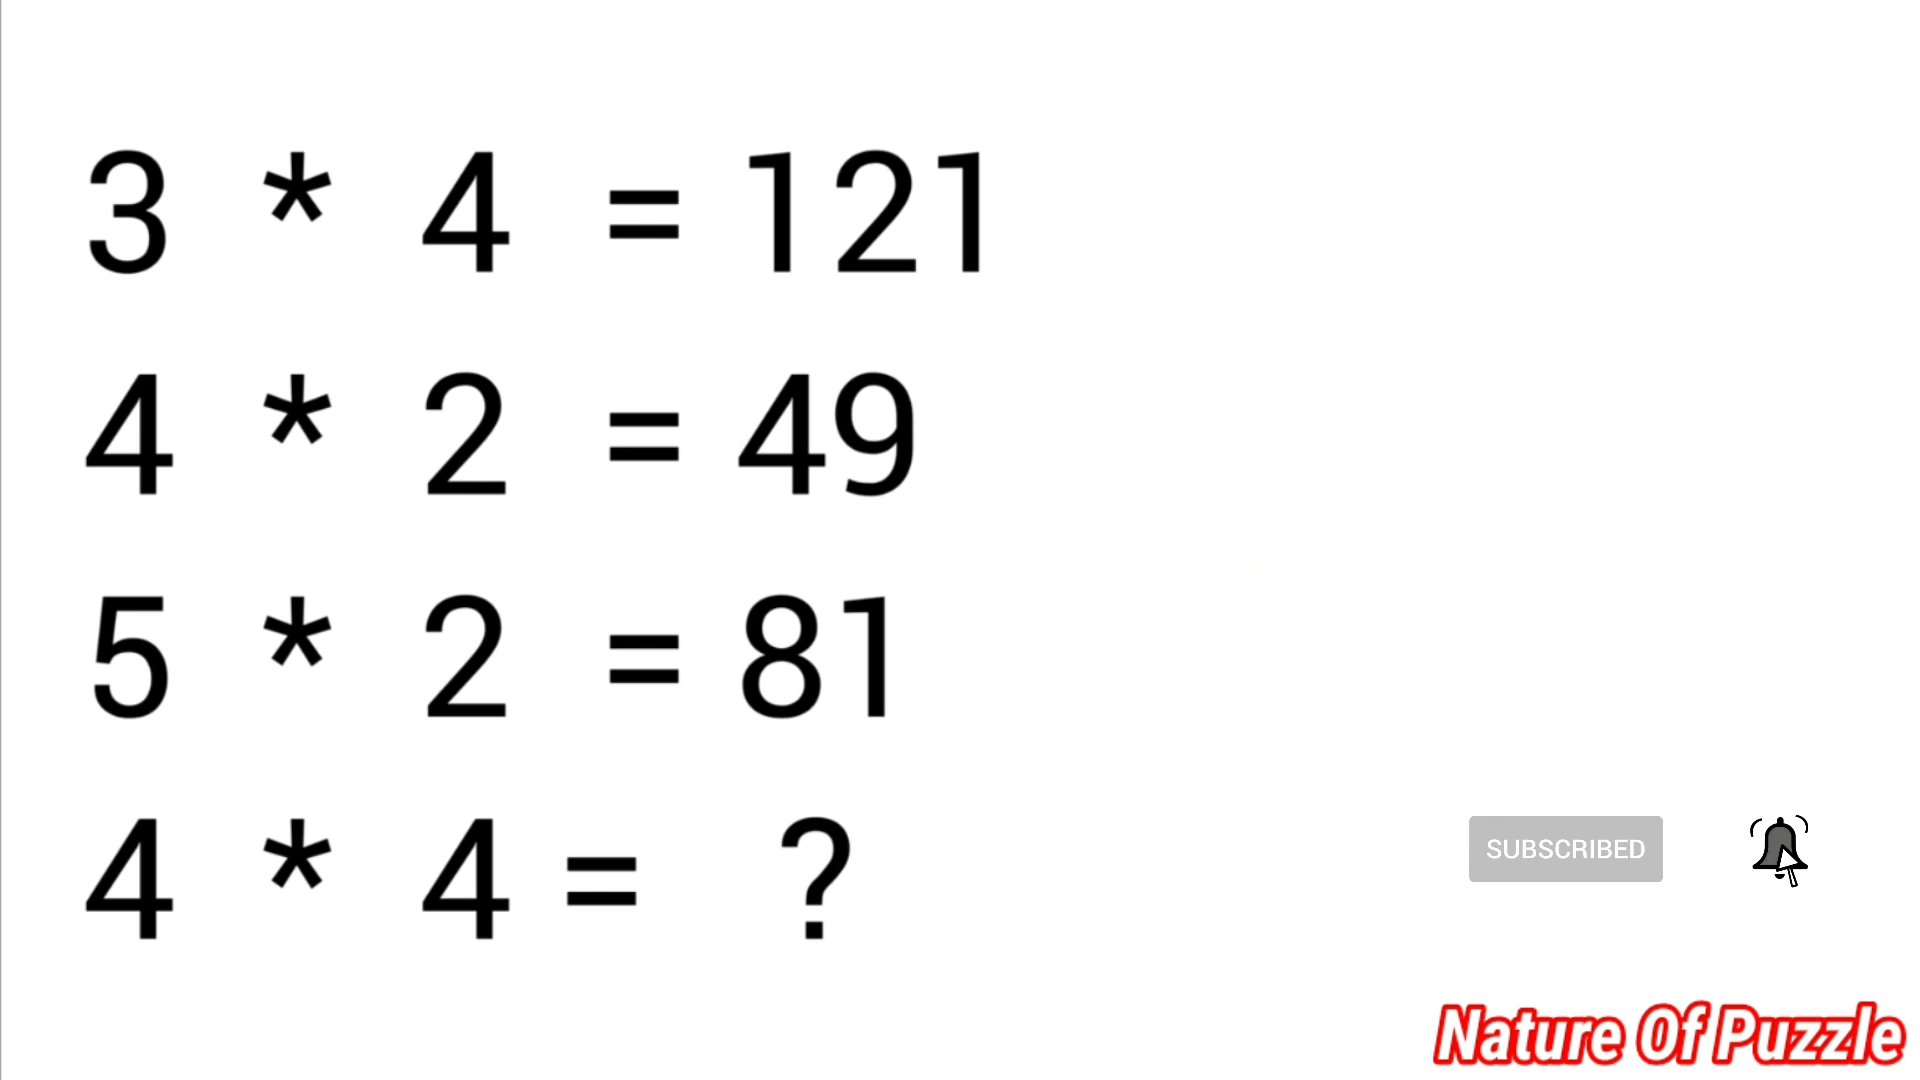 3 * 4 = 121
4 * 2 = 49
5 * 2 = 81
4 * 4 = ?
SUBSCRIBED
Nature Of Puzzle